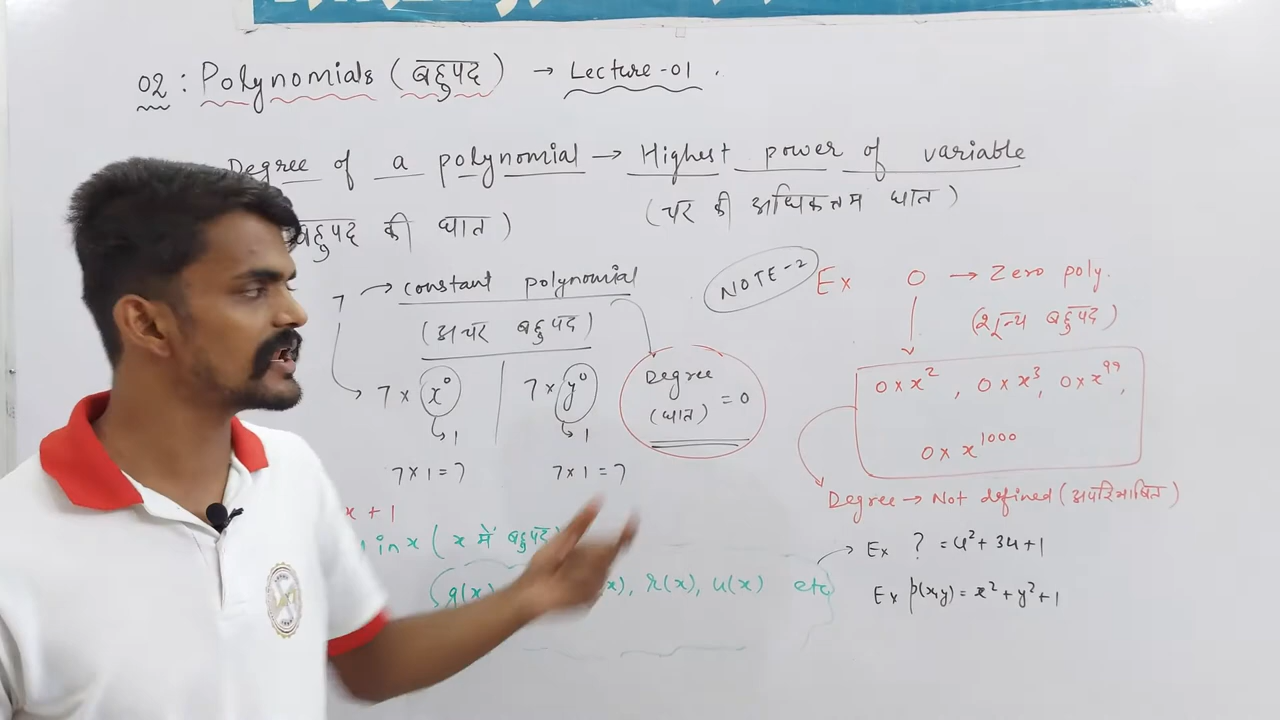 02 : Polynomials (बहुपद) → Lecture-01 .
Degree of a polynomial → Highest power of variable
बहुपद की घात) (चर की अधिकतम घात)
7 → constant polynomial
(अचर बहुपद)
7 × x⁰ 7 × y⁰
↳ 1 ↳ 1
7 × 1 = 7 7 × 1 = 7
Degree (घात) = 0
NOTE-2
Ex 0 → Zero poly.
(शून्य बहुपद)
0 × x², 0 × x³, 0 × x⁹⁹,
0 × x¹⁰⁰⁰
Degree → Not defined (अपरिभाषित)
x + 1
in x (x में बहुपद)
q(x) (x), r(x), u(x) etc
Ex ? = u² + 3u + 1
Ex p(x,y) = x² + y² + 1